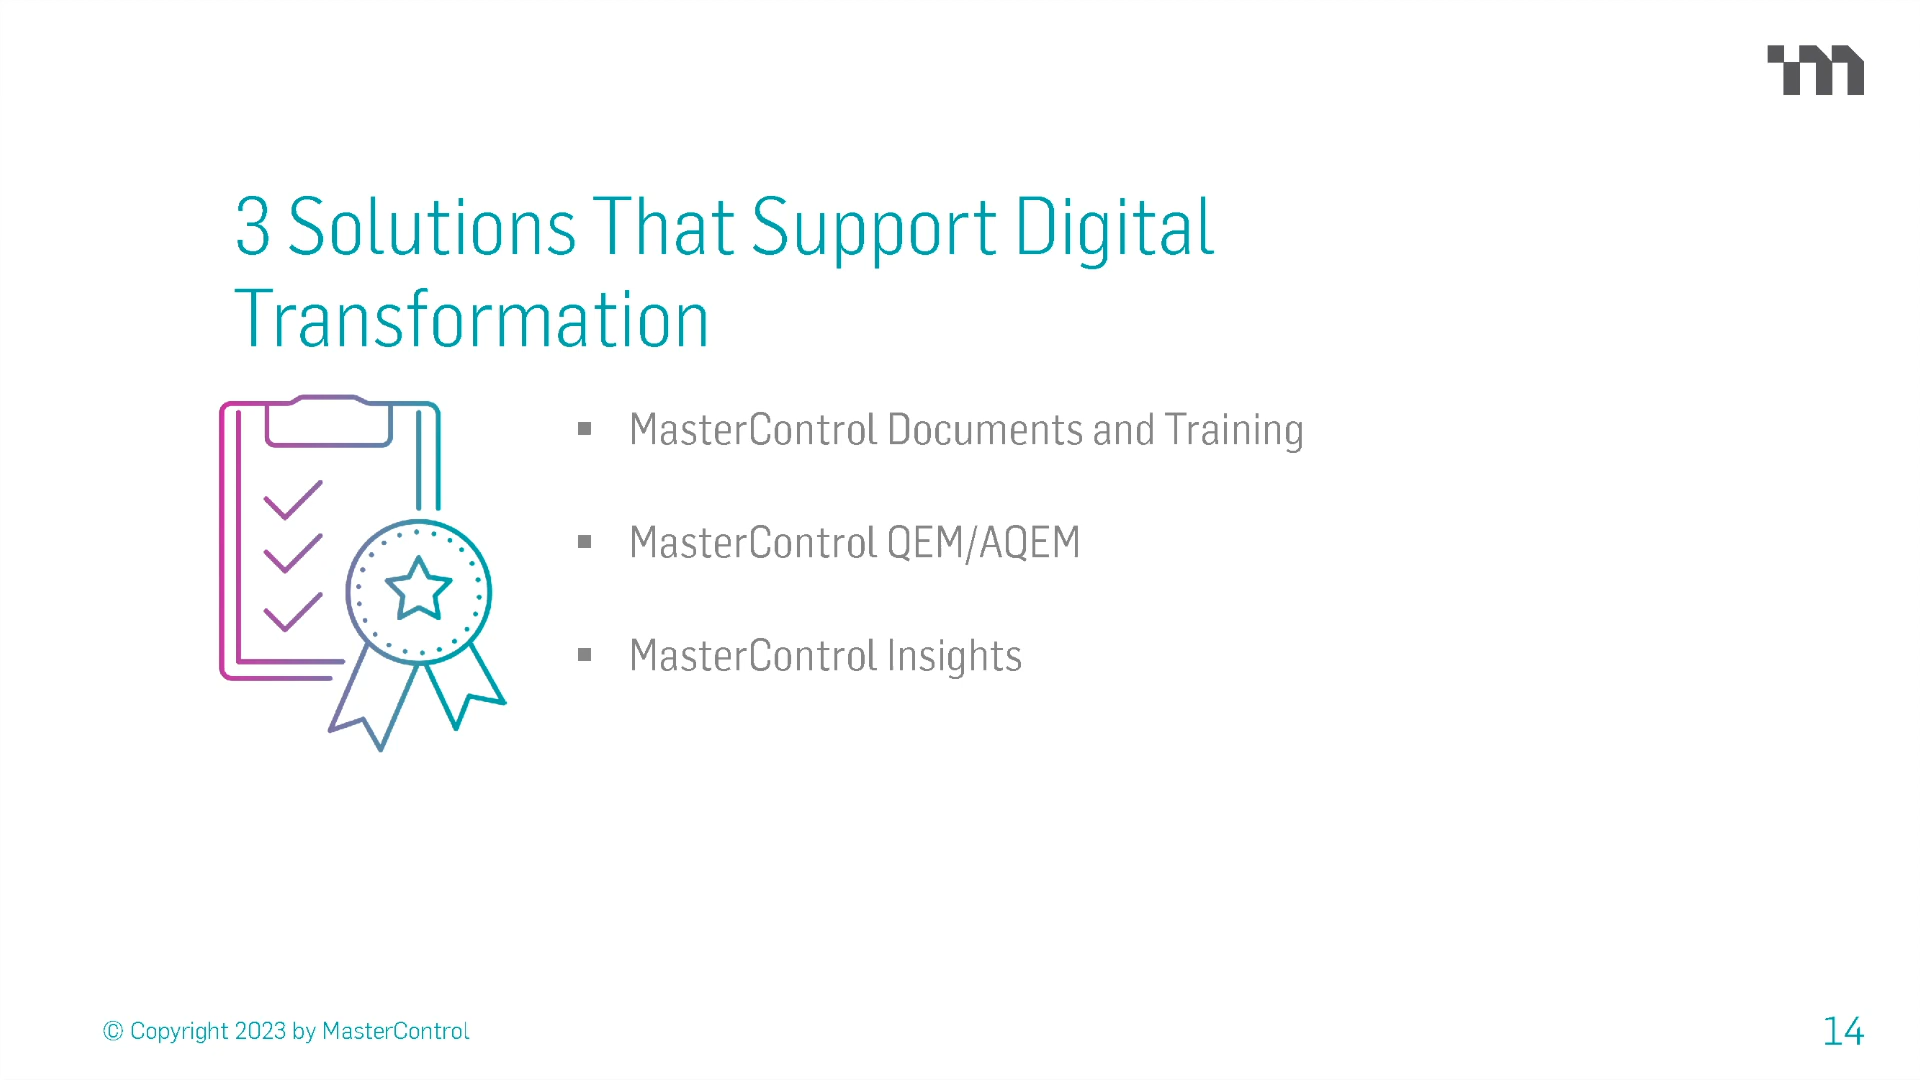 3 Solutions That Support Digital
Transformation
▪ MasterControl Documents and Training
▪ MasterControl QEM/AQEM
▪ MasterControl Insights
© Copyright 2023 by MasterControl
14